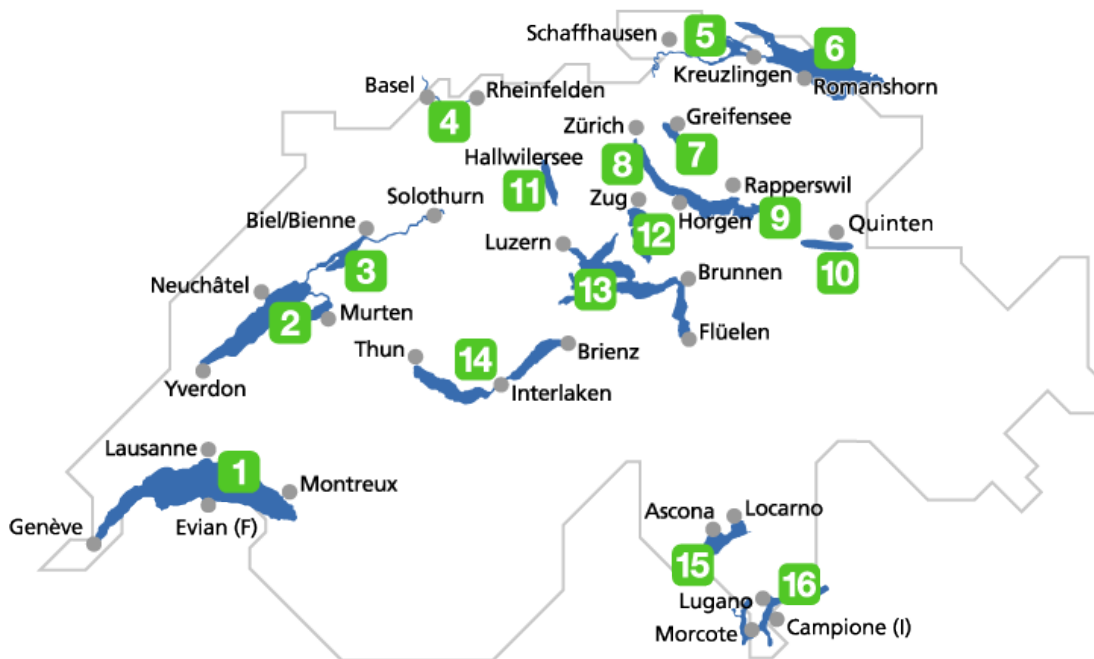 Schaffhausen
5
6
Kreuzlingen
Romanshorn
Basel
Rheinfelden
4
Zürich
Greifensee
7
8
Hallwilersee
11
Rapperswil
Zug
Horgen
9
12
Quinten
10
Solothurn
Biel/Bienne
3
Luzern
13
Brunnen
Flüelen
Neuchâtel
2
Murten
Yverdon
Thun
14
Brienz
Interlaken
Lausanne
1
Montreux
Genève
Evian (F)
Ascona
Locarno
15
16
Lugano
Morcote
Campione (I)